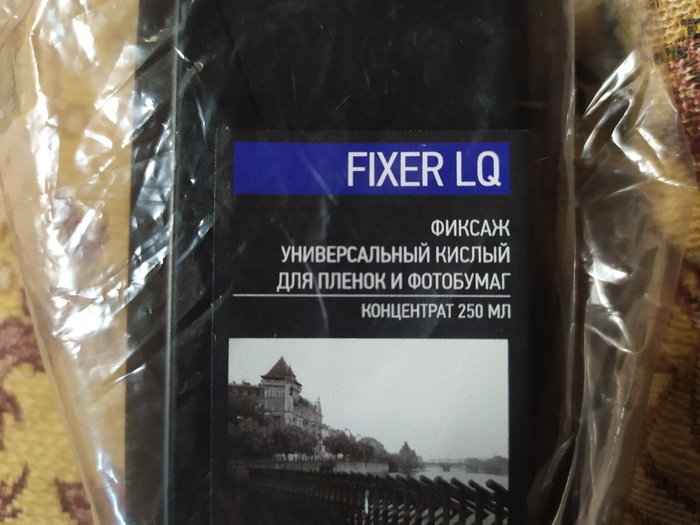 FIXER LQ
ФИКСАЖ
УНИВЕРСАЛЬНЫЙ КИСЛЫЙ
ДЛЯ ПЛЕНОК И ФОТОБУМАГ
КОНЦЕНТРАТ 250 МЛ